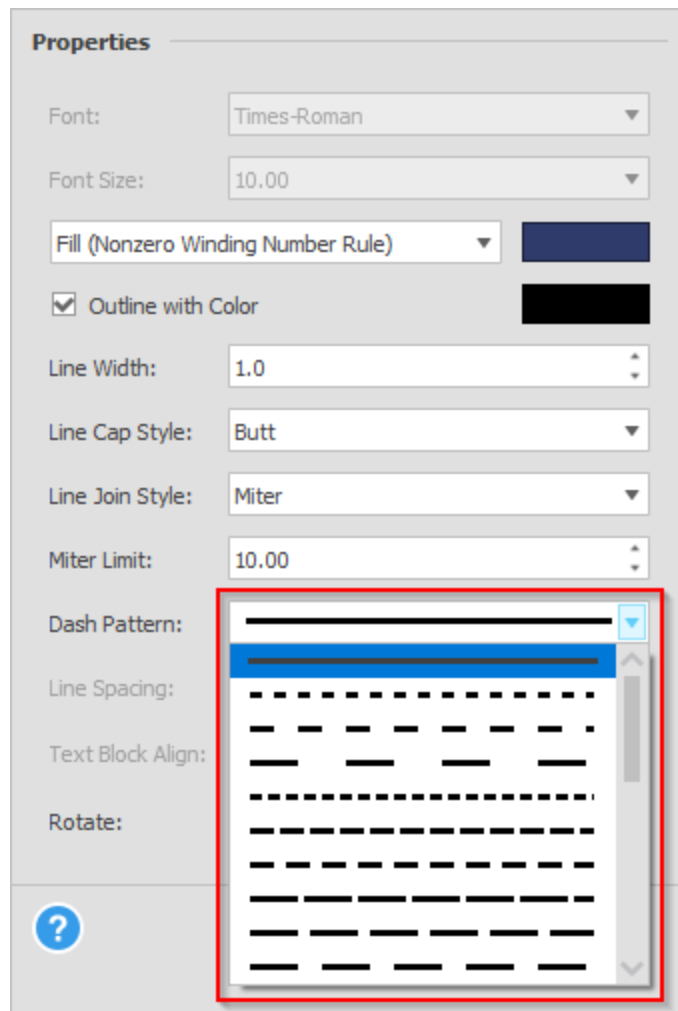 Properties
Font: Times-Roman
Font Size: 10.00
Fill (Nonzero Winding Number Rule)
Outline with Color
Line Width: 1.0
Line Cap Style: Butt
Line Join Style: Miter
Miter Limit: 10.00
Dash Pattern:
Line Spacing:
Text Block Align:
Rotate:
?